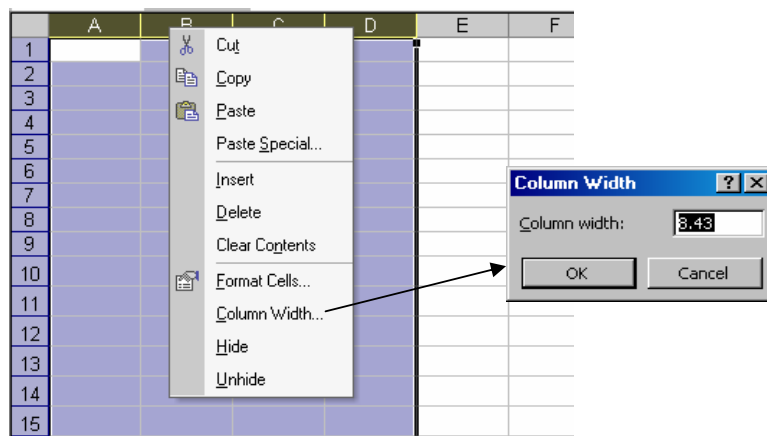 A B C D E F
1
2
3
4
5
6
7
8
9
10
11
12
13
14
15
Cut
Copy
Paste
Paste Special...
Insert
Delete
Clear Contents
Format Cells...
Column Width...
Hide
Unhide
Column Width
Column width: 8.43
OK Cancel